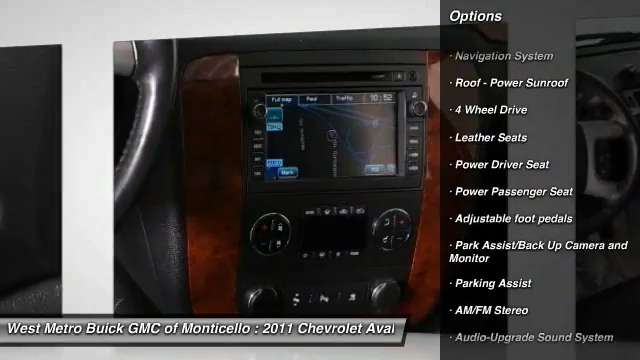 Options
· Navigation System
· Roof - Power Sunroof
· 4 Wheel Drive
· Leather Seats
· Power Driver Seat
· Power Passenger Seat
· Adjustable foot pedals
· Park Assist/Back Up Camera and
Monitor
· Parking Assist
· AM/FM Stereo
· Audio-Upgrade Sound System
Full map Traffic 10:52
Mark
West Metro Buick GMC of Monticello : 2011 Chevrolet Aval